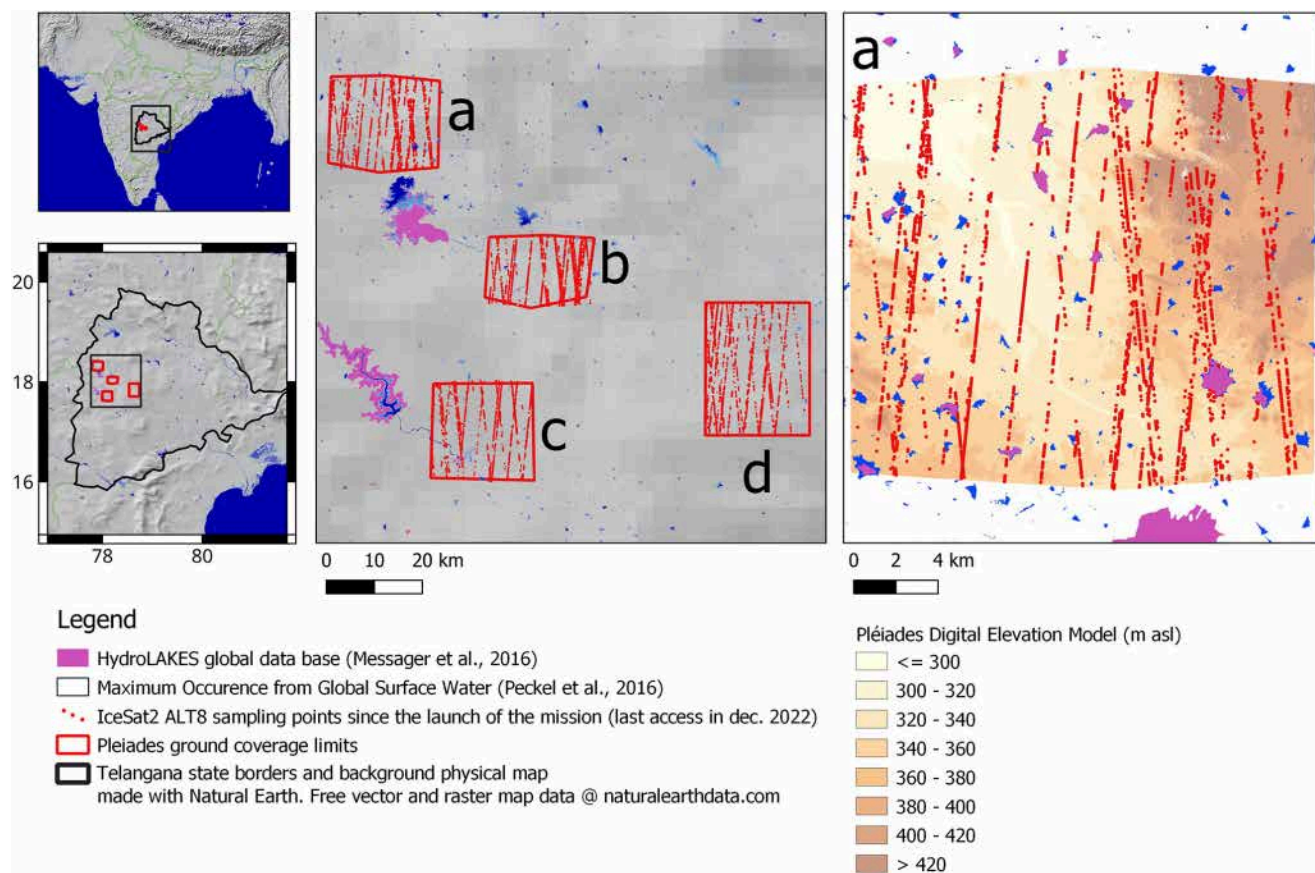 a
b
c
d
a
20
18
16
78 80
0 10 20 km
0 2 4 km
Legend
HydroLAKES global data base (Messager et al., 2016)
Maximum Occurence from Global Surface Water (Peckel et al., 2016)
IceSat2 ALT8 sampling points since the launch of the mission (last access in dec. 2022)
Pleiades ground coverage limits
Telangana state borders and background physical map
made with Natural Earth. Free vector and raster map data @ naturalearthdata.com
Pléiades Digital Elevation Model (m asl)
<= 300
300 - 320
320 - 340
340 - 360
360 - 380
380 - 400
400 - 420
> 420